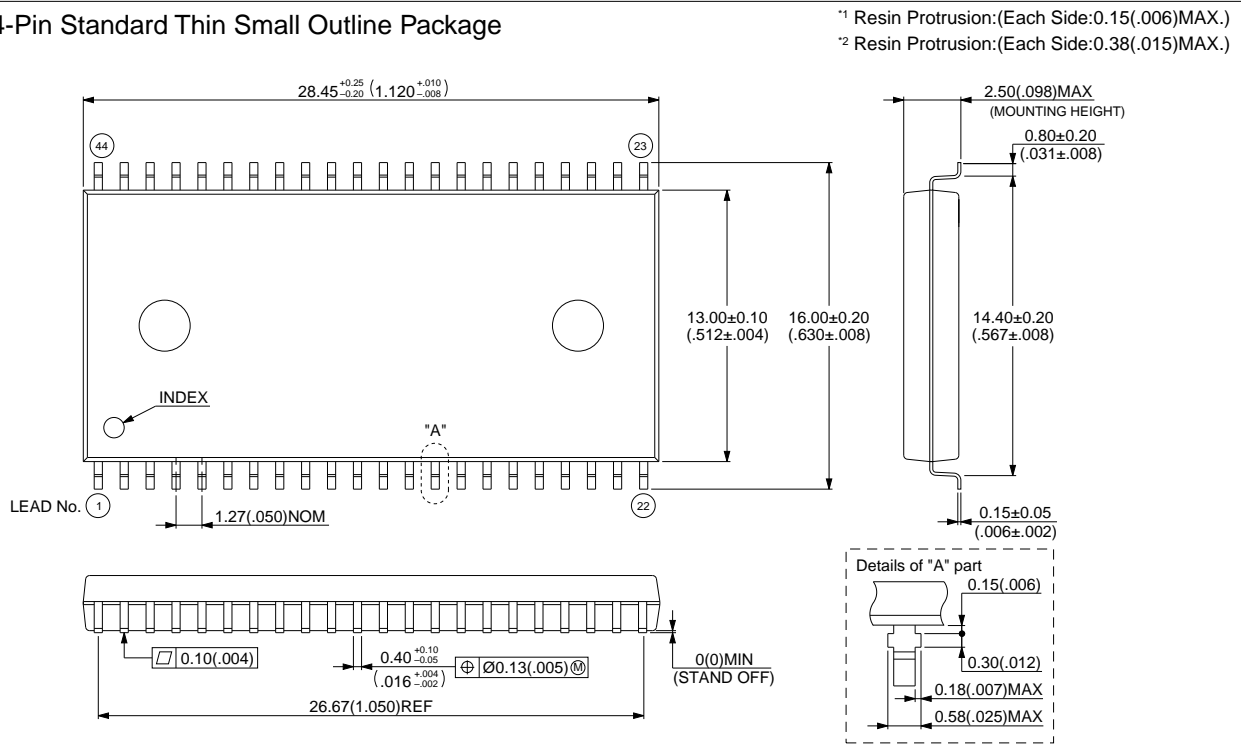 4-Pin Standard Thin Small Outline Package
*1 Resin Protrusion:(Each Side:0.15(.006)MAX.)
*2 Resin Protrusion:(Each Side:0.38(.015)MAX.)
28.45 +0.25 −0.20 (1.120 +.010 −.008)
2.50(.098)MAX
(MOUNTING HEIGHT)
0.80±0.20
(.031±.008)
44
23
13.00±0.10
(.512±.004)
16.00±0.20
(.630±.008)
14.40±0.20
(.567±.008)
INDEX
"A"
LEAD No.
1
22
1.27(.050)NOM
0.15±0.05
(.006±.002)
Details of "A" part
0.15(.006)
0.30(.012)
0.18(.007)MAX
0.58(.025)MAX
⏥ 0.10(.004)
0.40 +0.10 −0.05
(.016 +.004 −.002)
⌖ Ø0.13(.005)Ⓜ
0(0)MIN
(STAND OFF)
26.67(1.050)REF